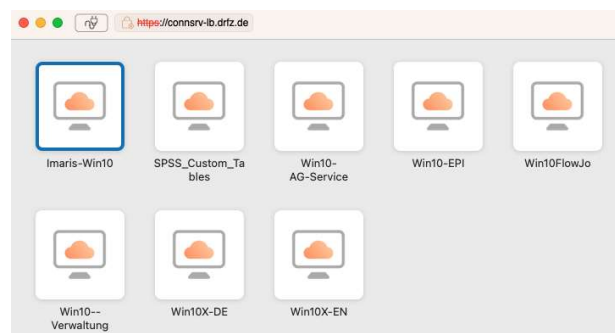 https://connsrv-lb.drfz.de
Imaris-Win10
SPSS_Custom_Ta
bles
Win10-
AG-Service
Win10-EPI
Win10FlowJo
Win10--
Verwaltung
Win10X-DE
Win10X-EN